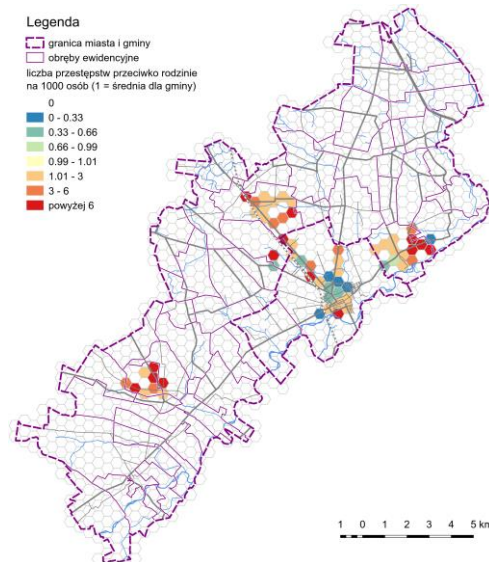 Legenda
granica miasta i gminy
obręby ewidencyjne
liczba przestępstw przeciwko rodzinie
na 1000 osób (1 = średnia dla gminy)
0
0 - 0.33
0.33 - 0.66
0.66 - 0.99
0.99 - 1.01
1.01 - 3
3 - 6
powyżej 6
1 0 1 2 3 4 5 km